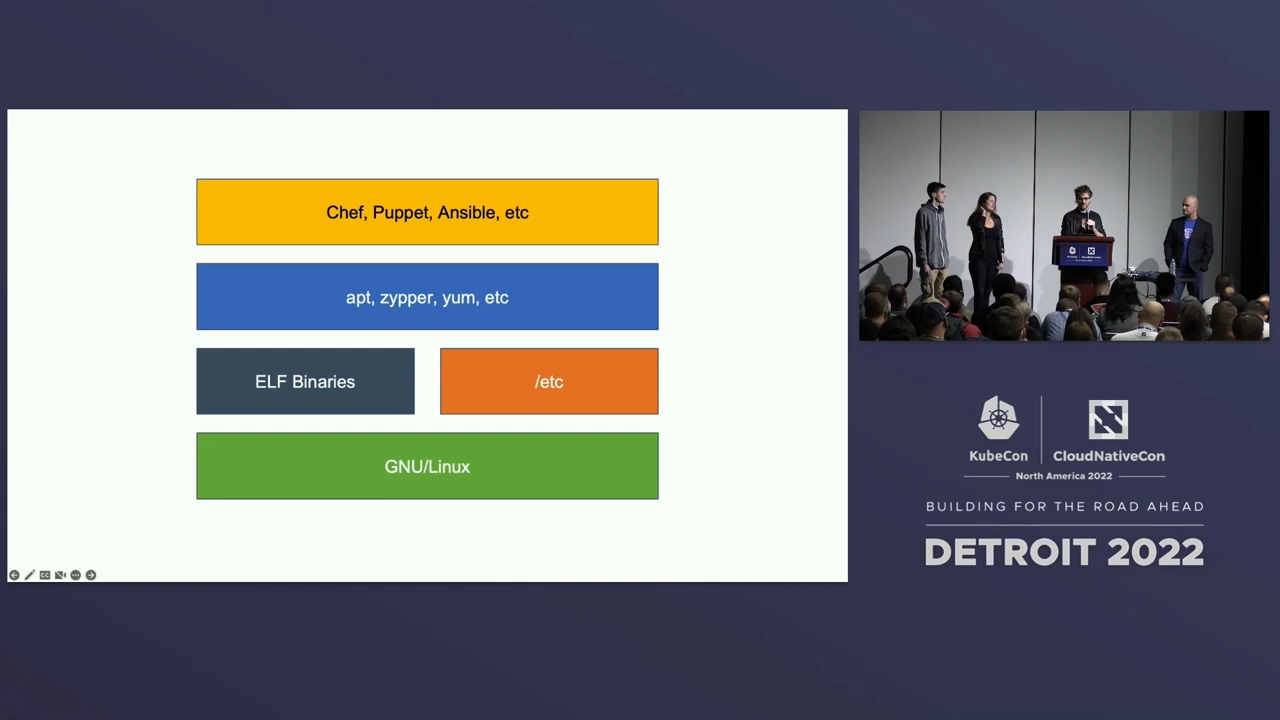 Chef, Puppet, Ansible, etc
apt, zypper, yum, etc
ELF Binaries
/etc
GNU/Linux
KubeCon
CloudNativeCon
North America 2022
BUILDING FOR THE ROAD AHEAD
DETROIT 2022